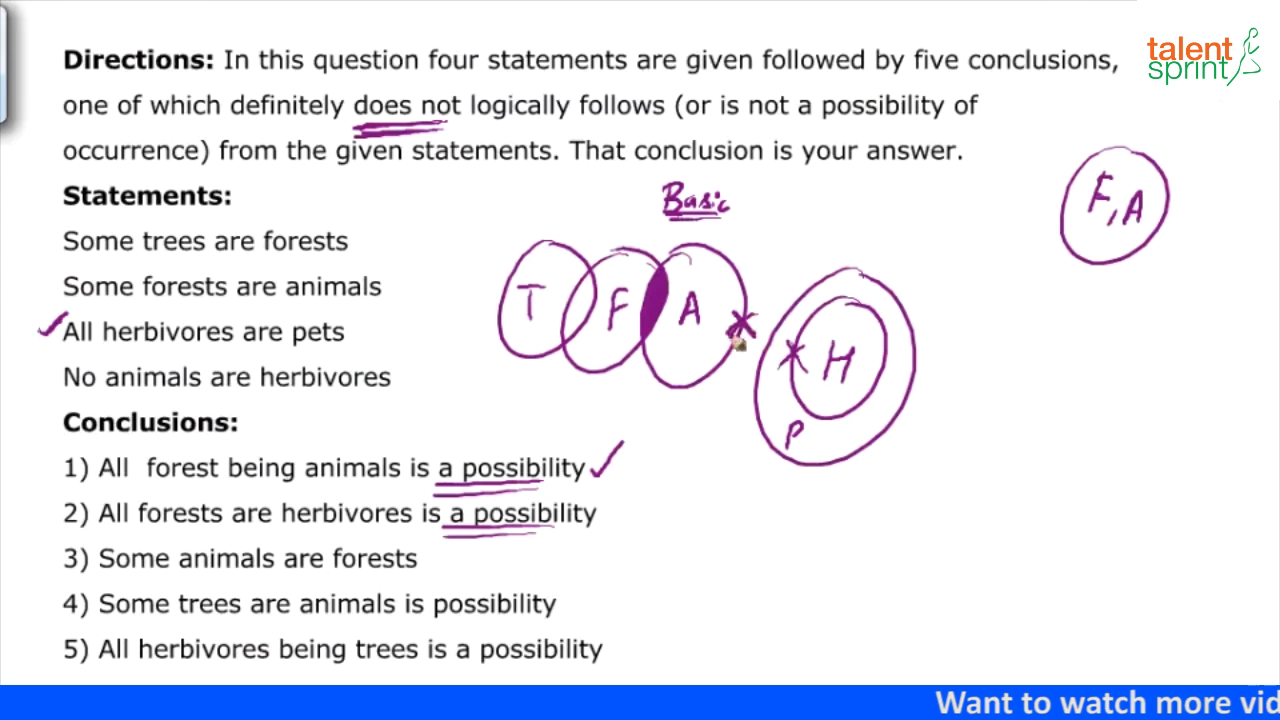 talent
sprint
Directions: In this question four statements are given followed by five conclusions,
one of which definitely does not logically follows (or is not a possibility of
occurrence) from the given statements. That conclusion is your answer.
Statements:
Basic
F, A
Some trees are forests
Some forests are animals
T F A
All herbivores are pets
H
No animals are herbivores
P
Conclusions:
1) All forest being animals is a possibility
2) All forests are herbivores is a possibility
3) Some animals are forests
4) Some trees are animals is possibility
5) All herbivores being trees is a possibility
Want to watch more vid